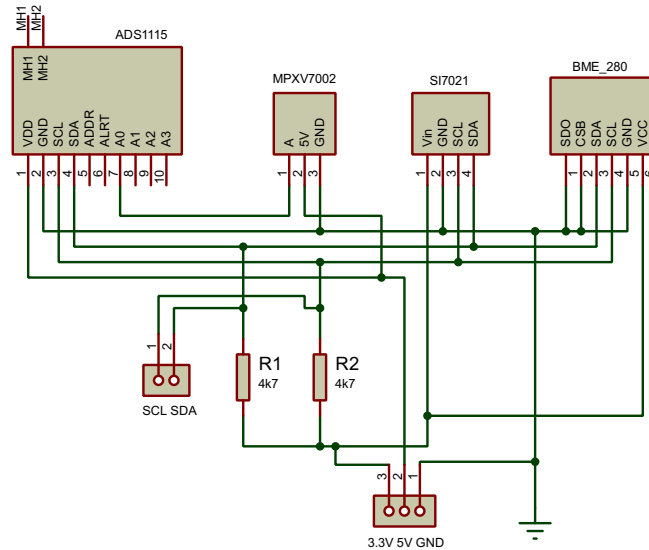 MH1
MH2
ADS1115
MH1
MH2
VDD
GND
SCL
SDA
ADDR
ALRT
A0
A1
A2
A3
1
2
3
4
5
6
7
8
9
10
MPXV7002
A
5V
GND
1
2
3
SI7021
Vin
GND
SCL
SDA
1
2
3
4
BME_280
SDO
CSB
SDA
SCL
GND
VCC
1
2
3
4
5
6
1
2
SCL SDA
R1
4k7
R2
4k7
3
2
1
3.3V 5V GND